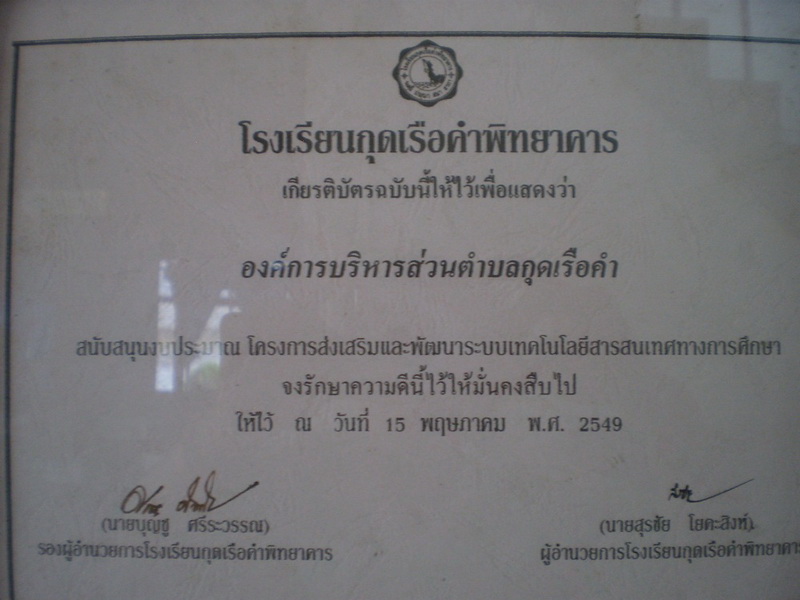 โรงเรียนกุดเรือคำพิทยาคาร
เกียรติบัตรฉบับนี้ให้ไว้เพื่อแสดงว่า
องค์การบริหารส่วนตำบลกุดเรือคำ
สนับสนุนงบประมาณ โครงการส่งเสริมและพัฒนาระบบเทคโนโลยีสารสนเทศทางการศึกษา
จงรักษาความดีนี้ไว้ให้มั่นคงสืบไป
ให้ไว้ ณ วันที่ 15 พฤษภาคม พ.ศ. 2549
(นายบุญชู ศรีระวรรณ)
รองผู้อำนวยการโรงเรียนกุดเรือคำพิทยาคาร
(นายสุรชัย โยคะสิงห์)
ผู้อำนวยการโรงเรียนกุดเรือคำพิทยาคาร